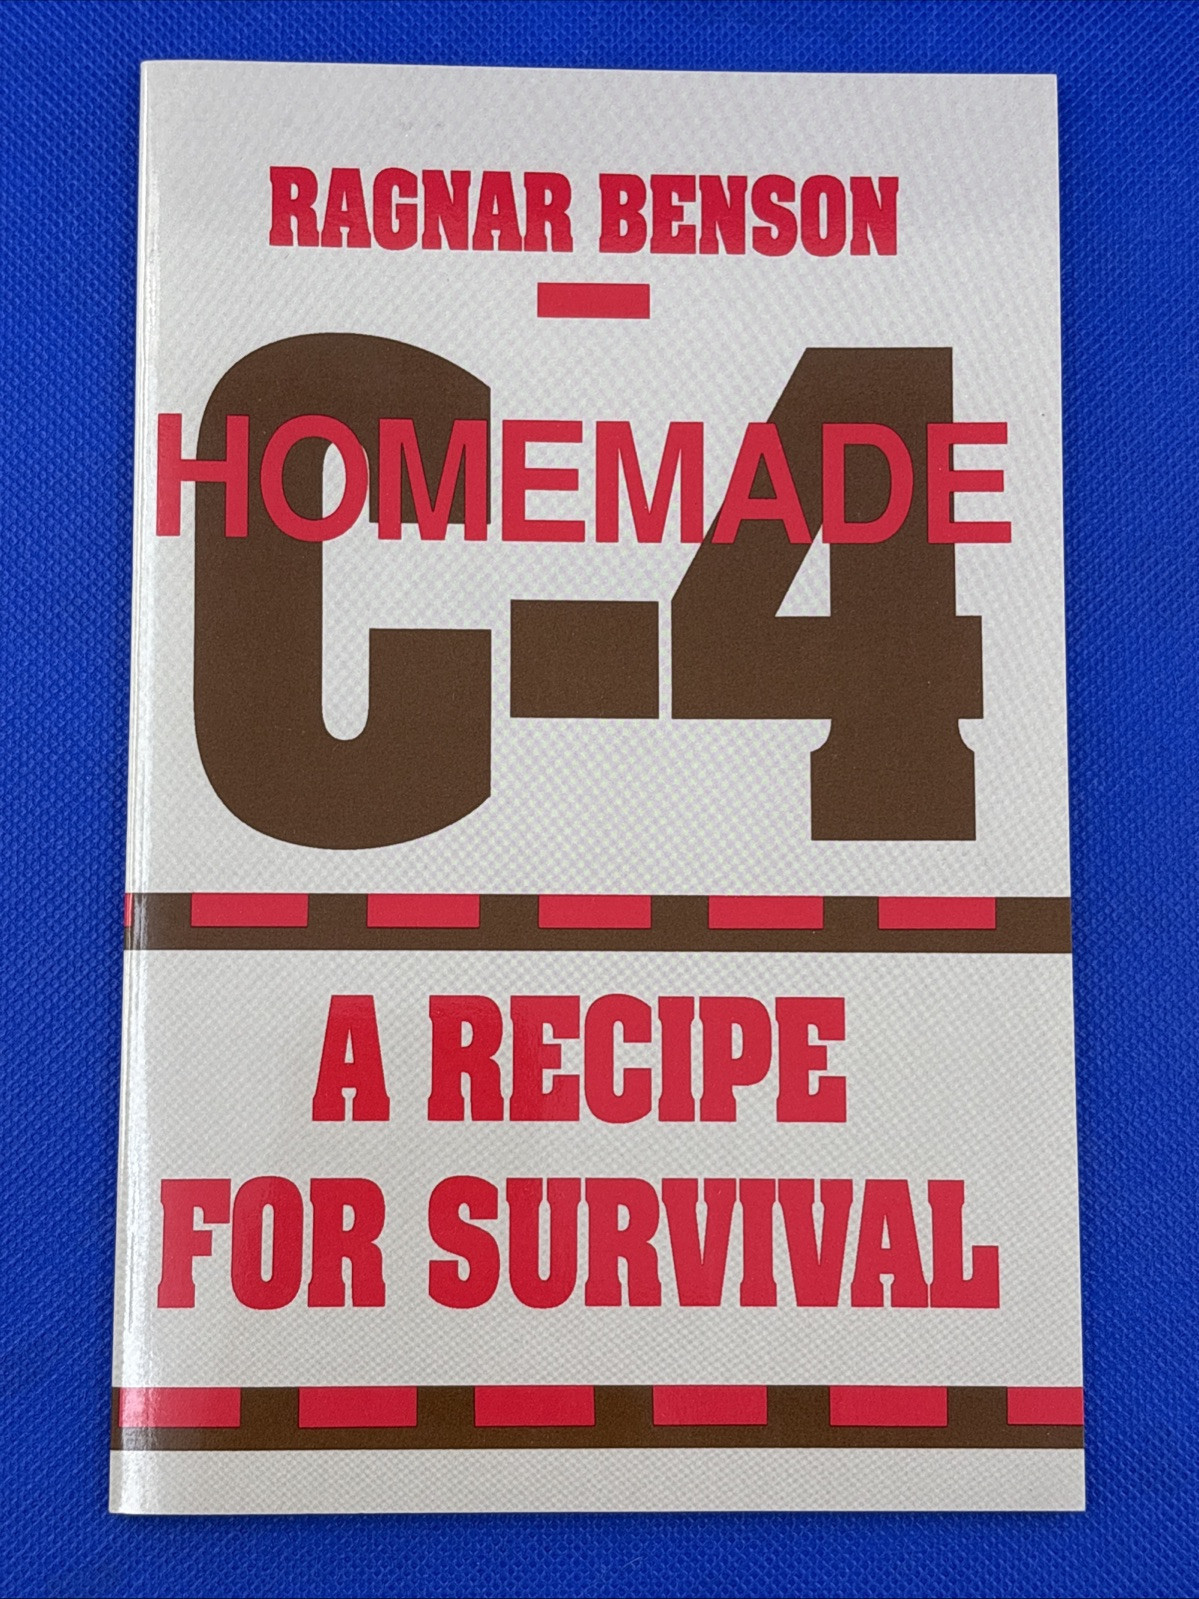 RAGNAR BENSON
C-4
HOMEMADE
A RECIPE
FOR SURVIVAL